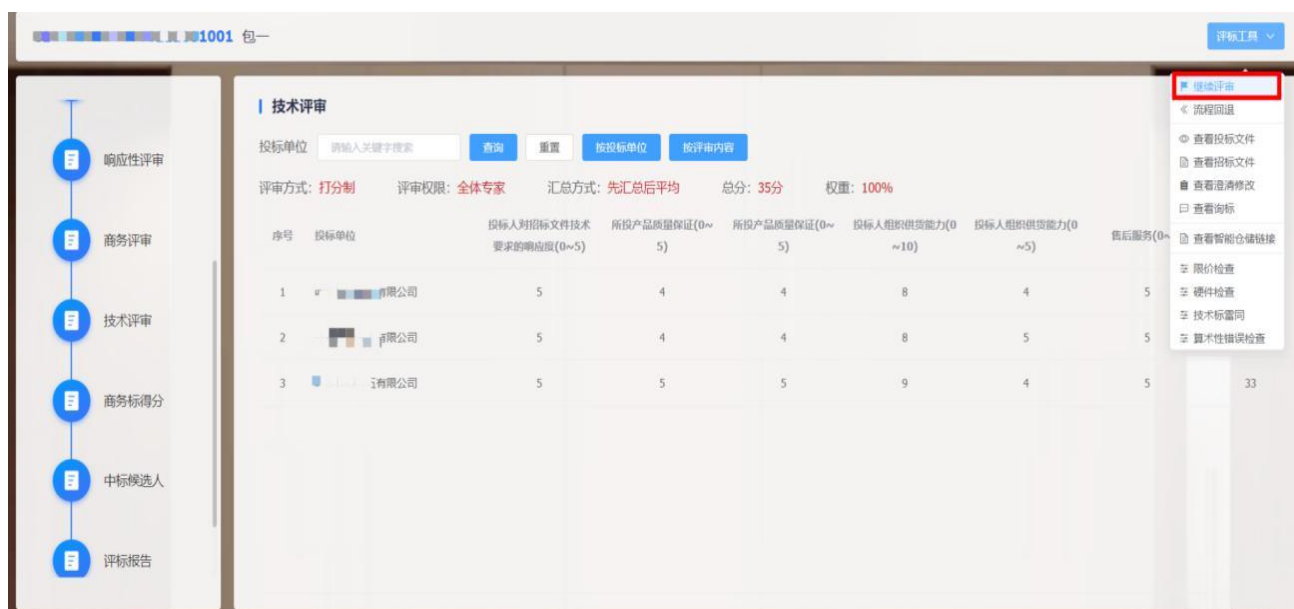 1001 包一
评标工具
继续评审
流程回退
查看投标文件
查看招标文件
查看澄清修改
查看询标
查看智能仓储链接
限价检查
硬件检查
技术标雷同
算术性错误检查
响应性评审
商务评审
技术评审
商务标得分
中标候选人
评标报告
技术评审
投标单位 请输入关键字搜索 查询 重置 按投标单位 按评审内容
评审方式: 打分制 评审权限: 全体专家 汇总方式: 先汇总后平均 总分: 35分 权重: 100%
序号 投标单位 投标人对招标文件技术要求的响应度(0~5) 所投产品质量保证(0~5) 所投产品质量保证(0~5) 投标人组织供货能力(0~10) 投标人组织供货能力(0~5) 售后服务(0~
1 有限公司 5 4 4 8 4 5
2 有限公司 5 4 4 8 5 5
3 有限公司 5 5 5 9 4 5 33